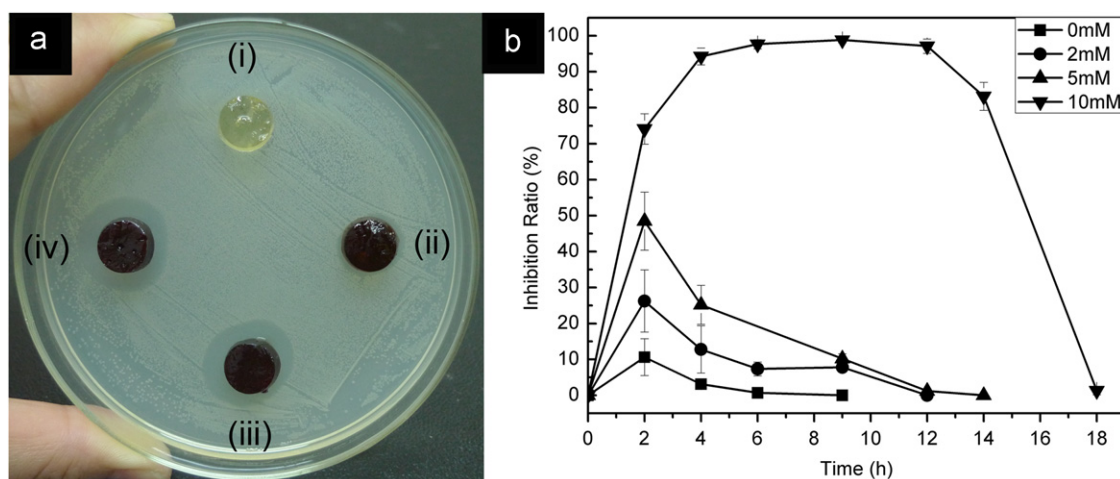 a
(i)
(ii)
(iii)
(iv)
b
0mM
2mM
5mM
10mM
Inhibition Ratio (%)
100
90
80
70
60
50
40
30
20
10
0
0 2 4 6 8 10 12 14 16 18
Time (h)